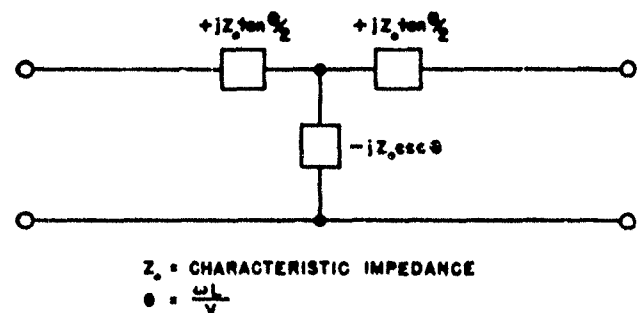 +jZ₀tan θ/2 +jZ₀tan θ/2
-jZ₀csc θ
Z₀ = CHARACTERISTIC IMPEDANCE
θ = ωL/V